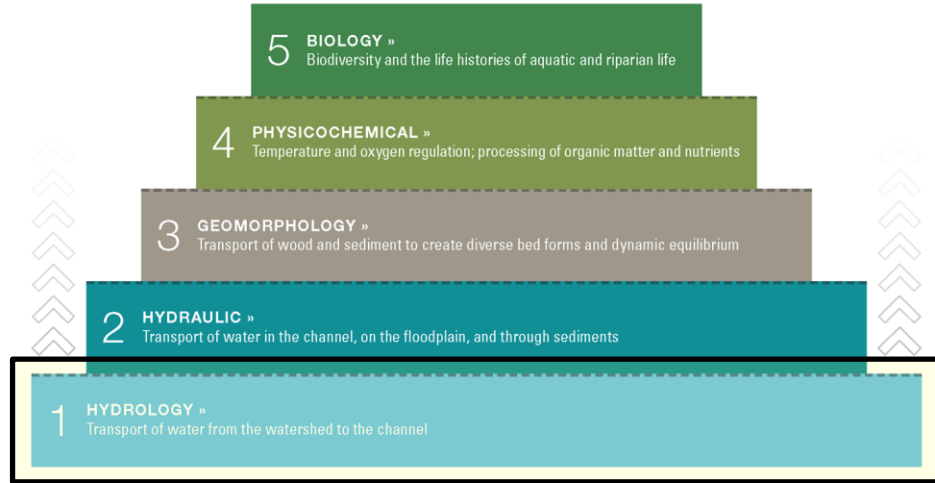 5 BIOLOGY »
Biodiversity and the life histories of aquatic and riparian life
4 PHYSICOCHEMICAL »
Temperature and oxygen regulation; processing of organic matter and nutrients
3 GEOMORPHOLOGY »
Transport of wood and sediment to create diverse bed forms and dynamic equilibrium
2 HYDRAULIC »
Transport of water in the channel, on the floodplain, and through sediments
1 HYDROLOGY »
Transport of water from the watershed to the channel